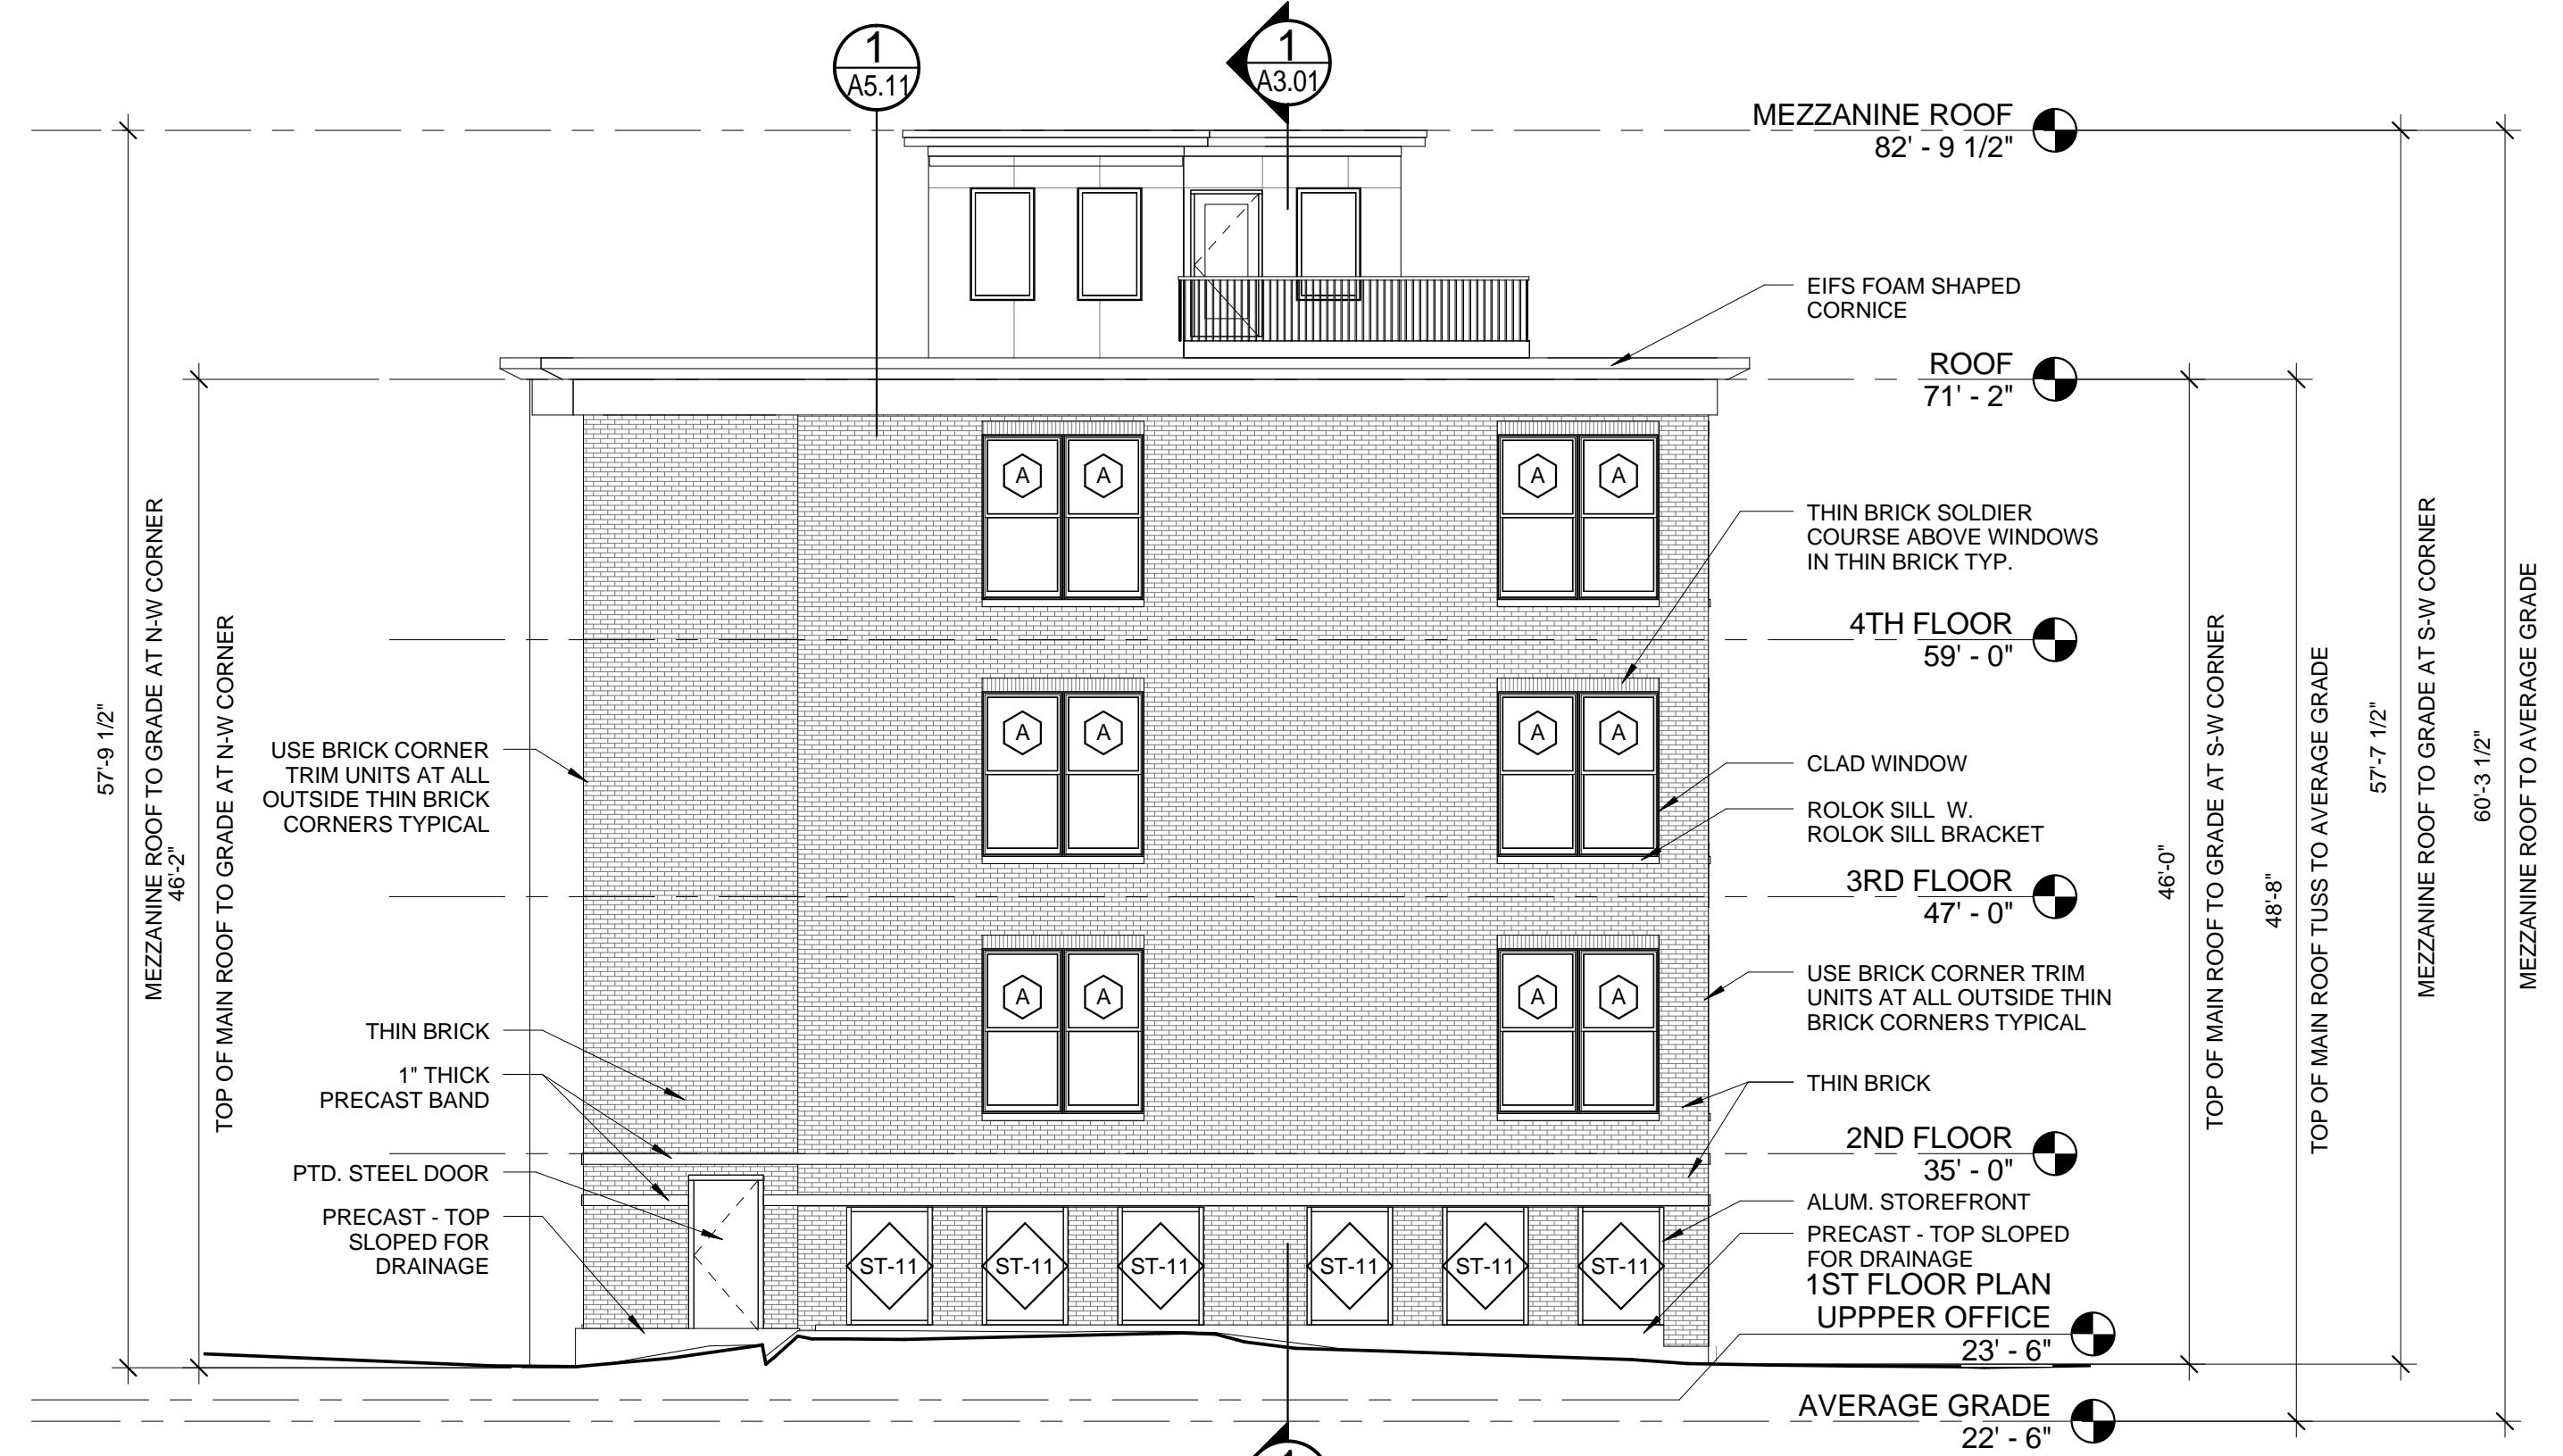 1
A5.11
1
A3.01
MEZZANINE ROOF
82' - 9 1/2"
EIFS FOAM SHAPED
CORNICE
ROOF
71' - 2"
A
A
A
A
THIN BRICK SOLDIER
COURSE ABOVE WINDOWS
IN THIN BRICK TYP.
4TH FLOOR
59' - 0"
A
A
A
A
USE BRICK CORNER
TRIM UNITS AT ALL
OUTSIDE THIN BRICK
CORNERS TYPICAL
CLAD WINDOW
ROLOK SILL W.
ROLOK SILL BRACKET
3RD FLOOR
47' - 0"
A
A
A
A
USE BRICK CORNER TRIM
UNITS AT ALL OUTSIDE THIN
BRICK CORNERS TYPICAL
THIN BRICK
1" THICK
PRECAST BAND
THIN BRICK
2ND FLOOR
35' - 0"
PTD. STEEL DOOR
PRECAST - TOP
SLOPED FOR
DRAINAGE
ALUM. STOREFRONT
PRECAST - TOP SLOPED
FOR DRAINAGE
ST-11
ST-11
ST-11
ST-11
ST-11
ST-11
1ST FLOOR PLAN
UPPPER OFFICE
23' - 6"
AVERAGE GRADE
22' - 6"
57'-9 1/2"
MEZZANINE ROOF TO GRADE AT N-W CORNER
46'-2"
TOP OF MAIN ROOF TO GRADE AT N-W CORNER
46'-0"
TOP OF MAIN ROOF TO GRADE AT S-W CORNER
48'-8"
TOP OF MAIN ROOF TUSS TO AVERAGE GRADE
57'-7 1/2"
MEZZANINE ROOF TO GRADE AT S-W CORNER
60'-3 1/2"
MEZZANINE ROOF TO AVERAGE GRADE